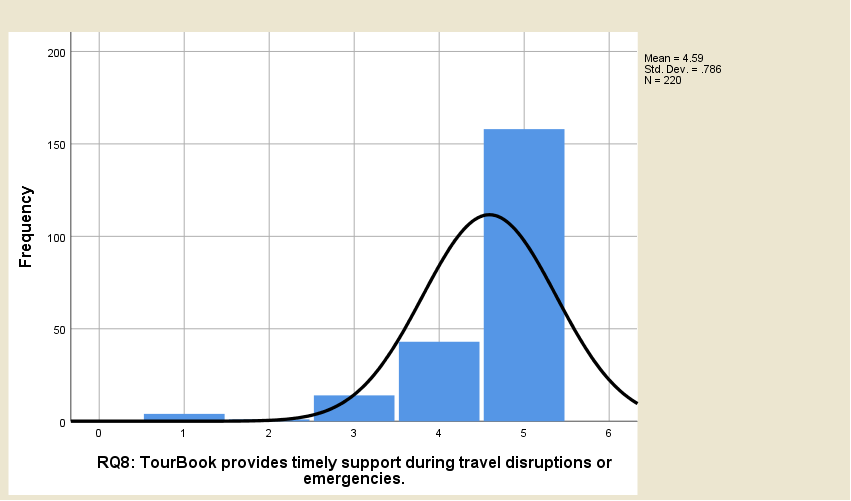 200
150
100
50
0
0 1 2 3 4 5 6
Frequency
RQ8: TourBook provides timely support during travel disruptions or
emergencies.
Mean = 4.59
Std. Dev. = .786
N = 220